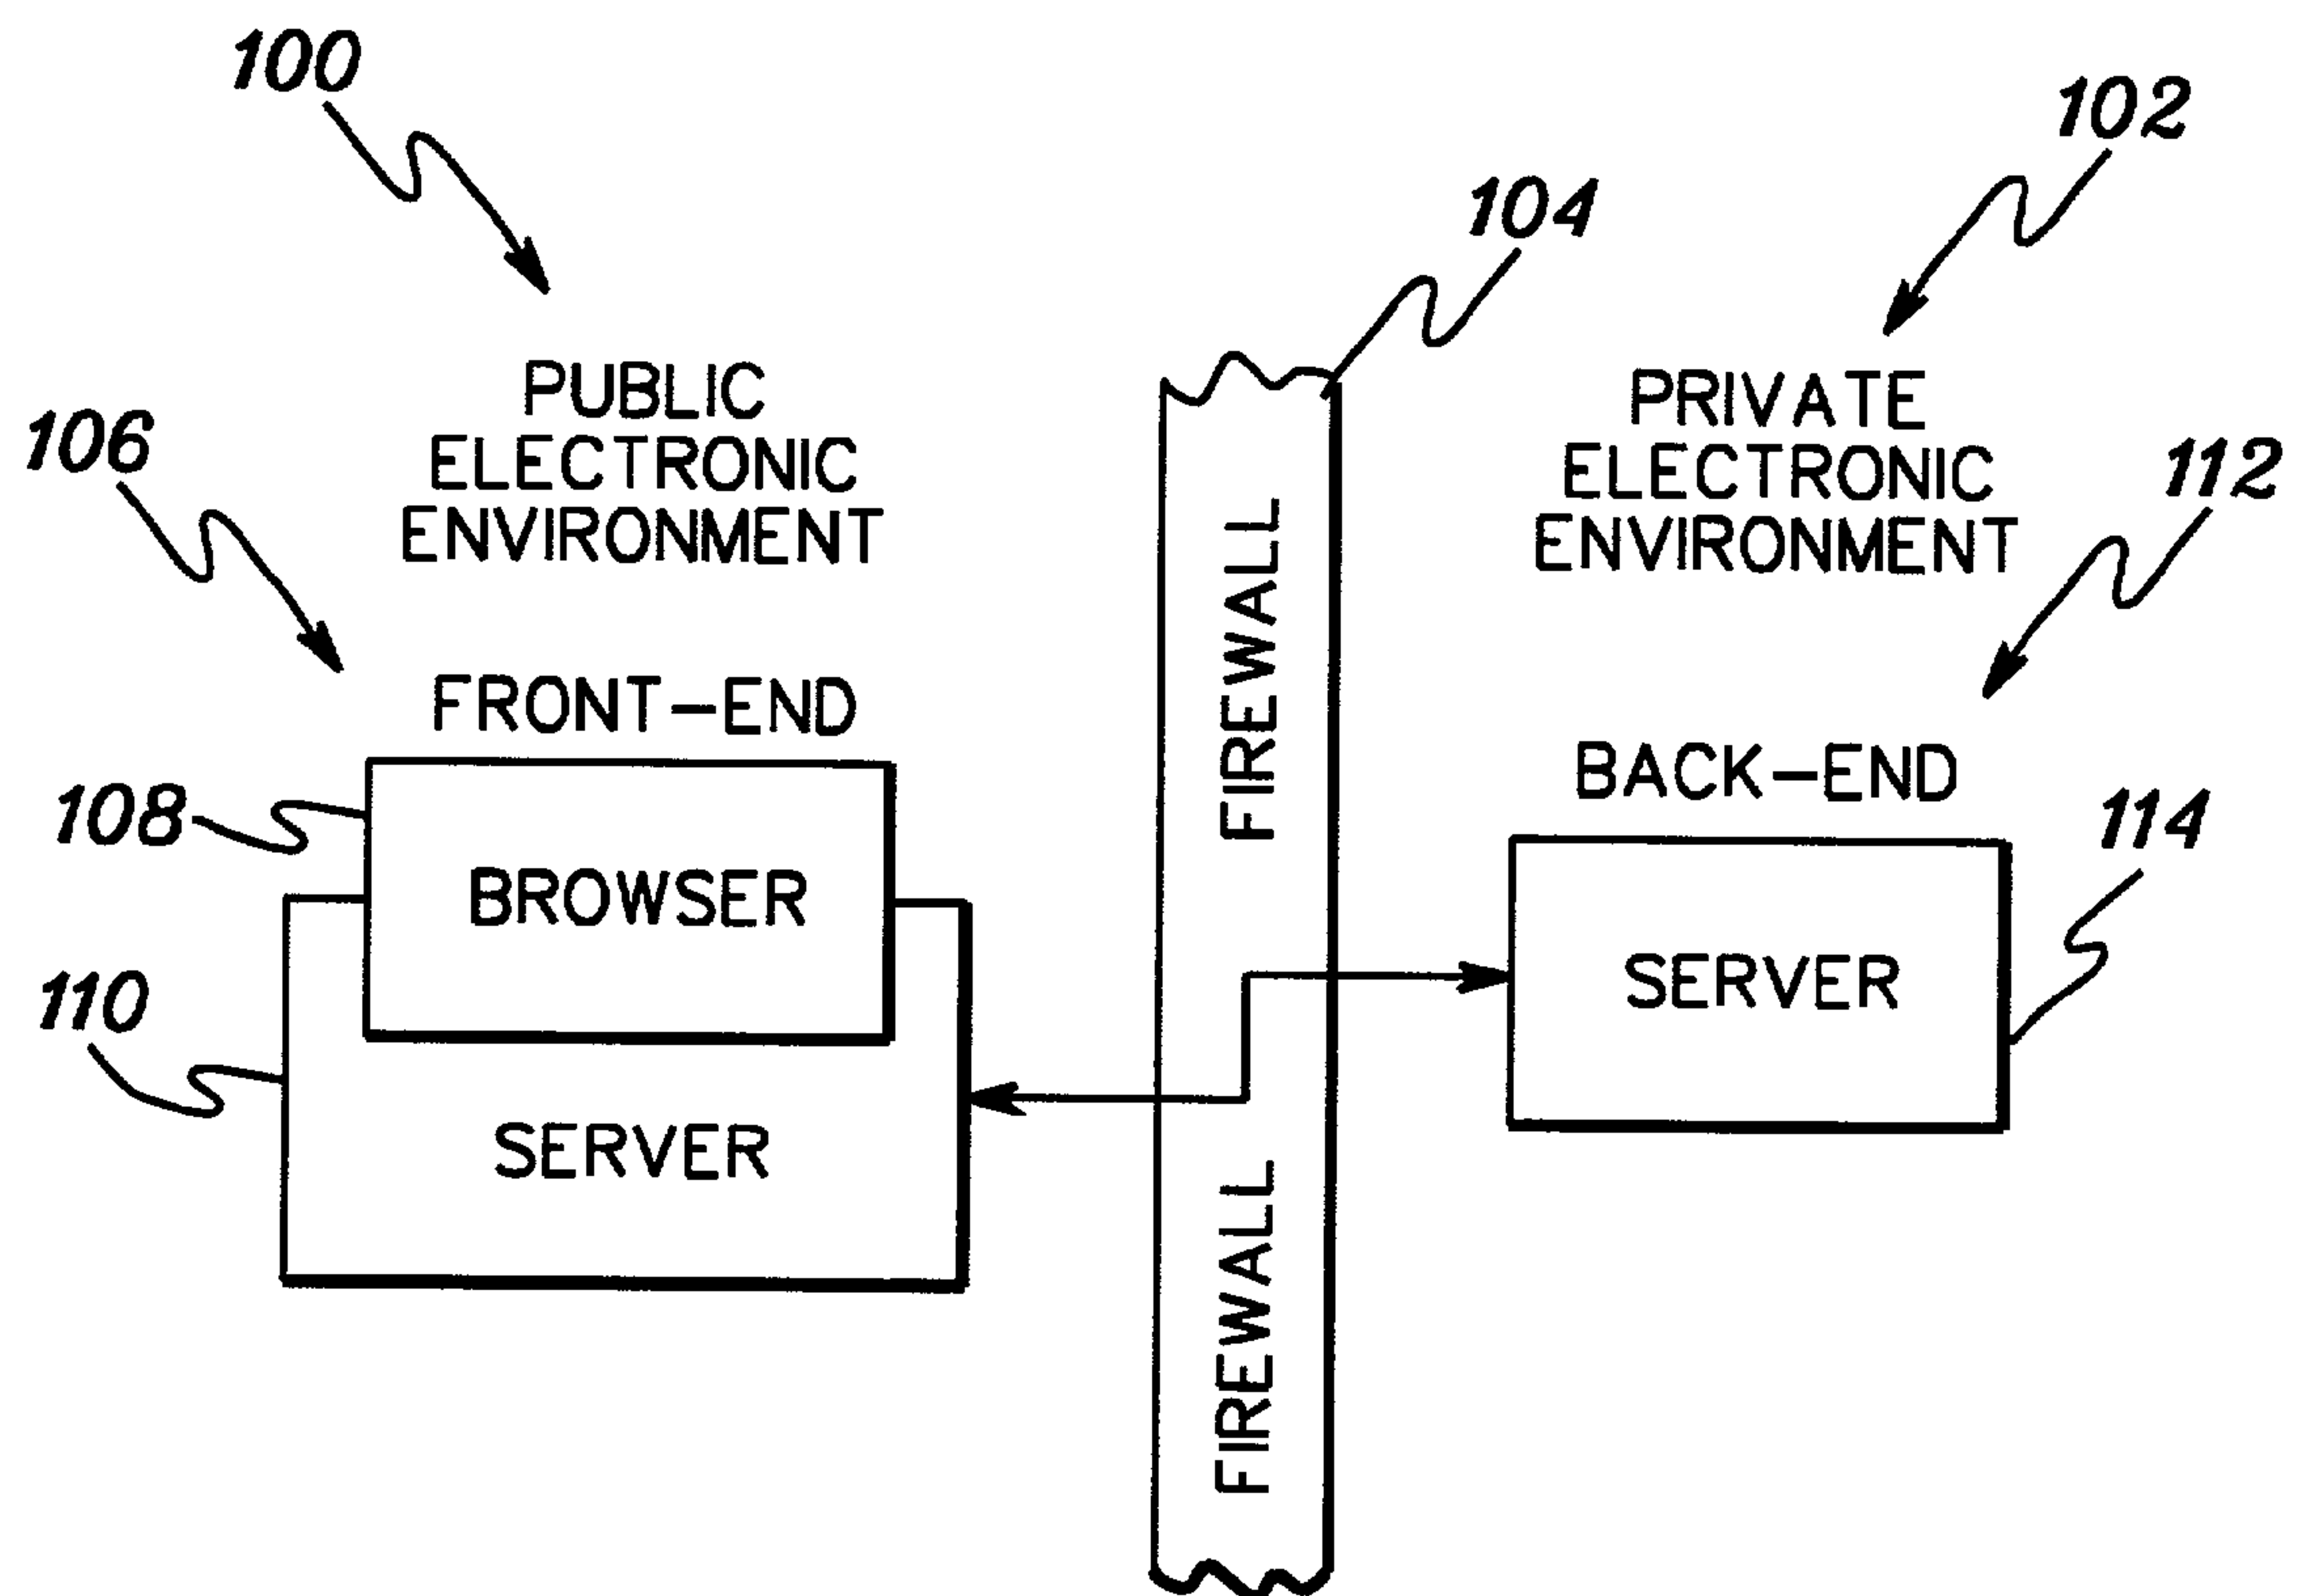 100
102
104
PUBLIC
ELECTRONIC
ENVIRONMENT
PRIVATE
ELECTRONIC
ENVIRONMENT
106
112
FIREWALL
FRONT-END
BACK-END
108
114
BROWSER
SERVER
110
SERVER
FIREWALL